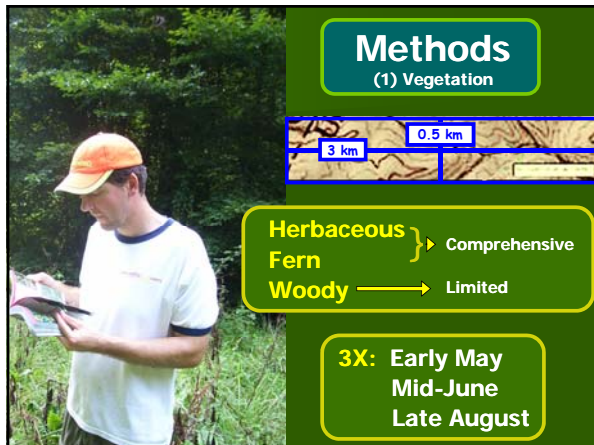 Methods
(1) Vegetation
0.5 km
3 km
Herbaceous
Fern
Comprehensive
Woody
Limited
3X: Early May
Mid-June
Late August